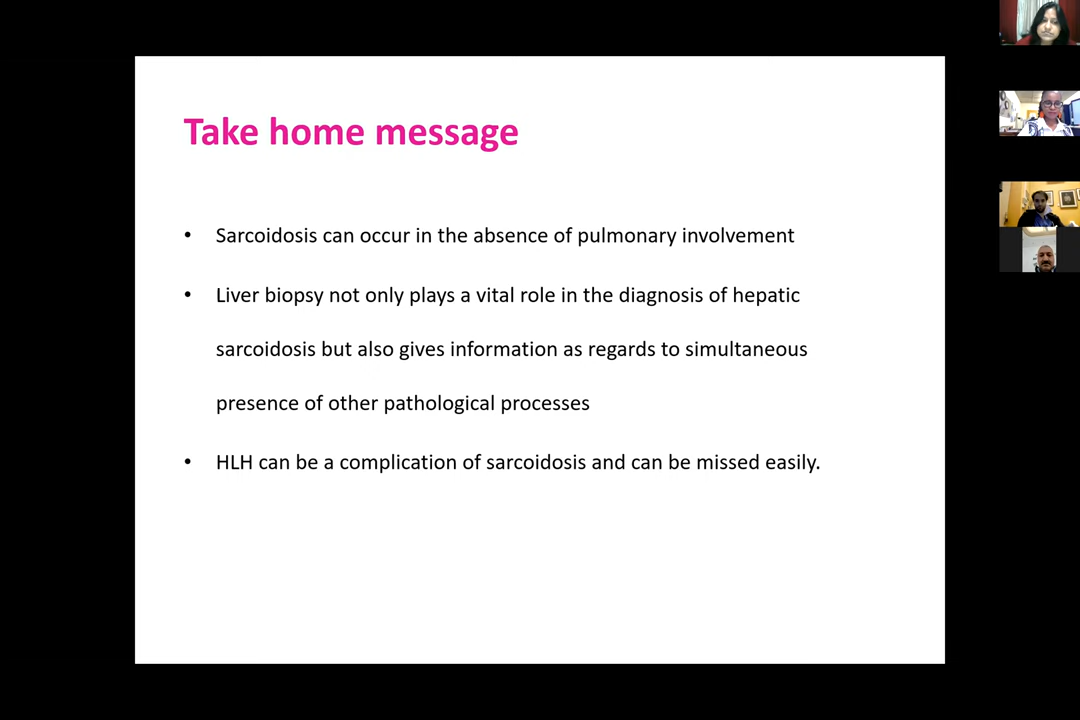 Take home message
• Sarcoidosis can occur in the absence of pulmonary involvement
• Liver biopsy not only plays a vital role in the diagnosis of hepatic
sarcoidosis but also gives information as regards to simultaneous
presence of other pathological processes
• HLH can be a complication of sarcoidosis and can be missed easily.